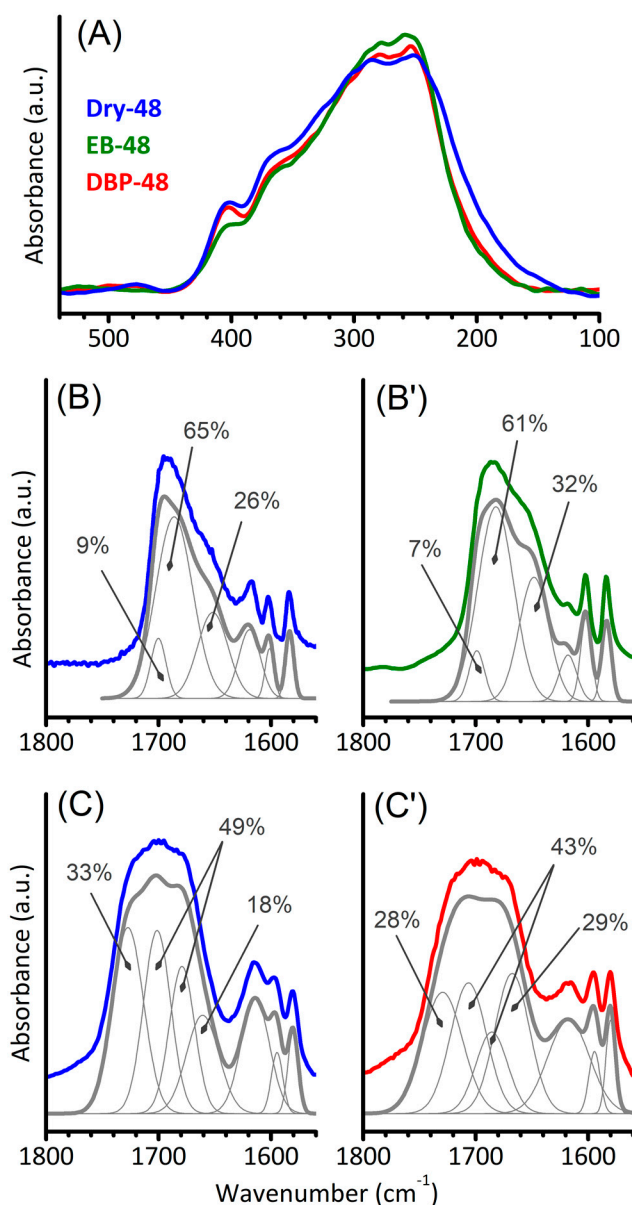 (A)
Absorbance (a.u.)
Dry-48
EB-48
DBP-48
500 400 300 200 100
(B)
Absorbance (a.u.)
65%
26%
9%
1800 1700 1600
(B')
61%
32%
7%
1800 1700 1600
(C)
Absorbance (a.u.)
49%
33%
18%
1800 1700 1600
(C')
43%
28%
29%
1800 1700 1600
Wavenumber (cm⁻¹)